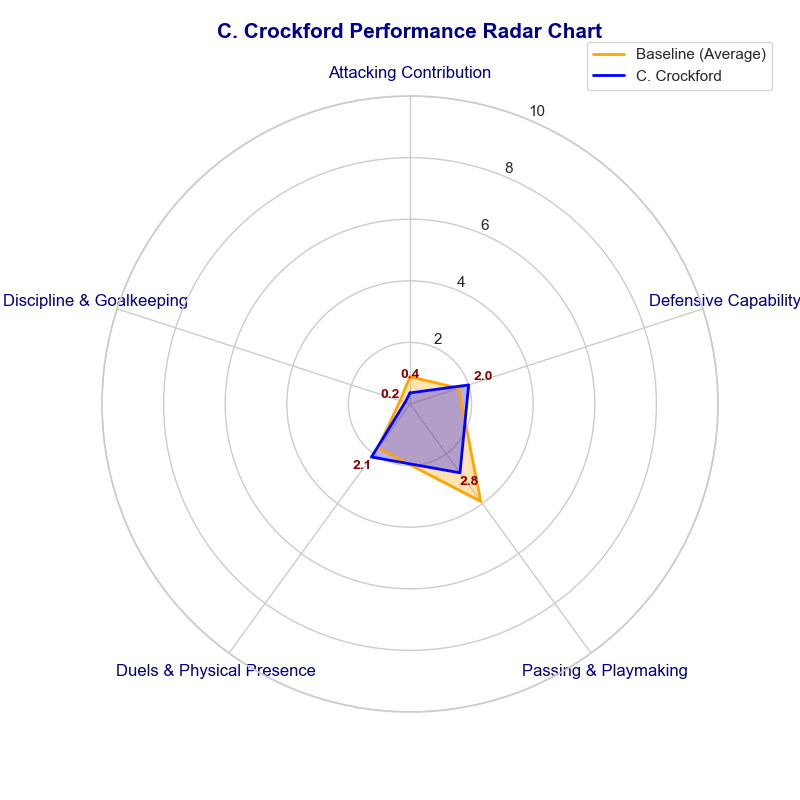 C. Crockford Performance Radar Chart
Baseline (Average)
C. Crockford
Attacking Contribution
10
8
6
4
2
Discipline & Goalkeeping
Defensive Capability
0.4
2.0
0.2
2.1
2.8
Duels & Physical Presence
Passing & Playmaking